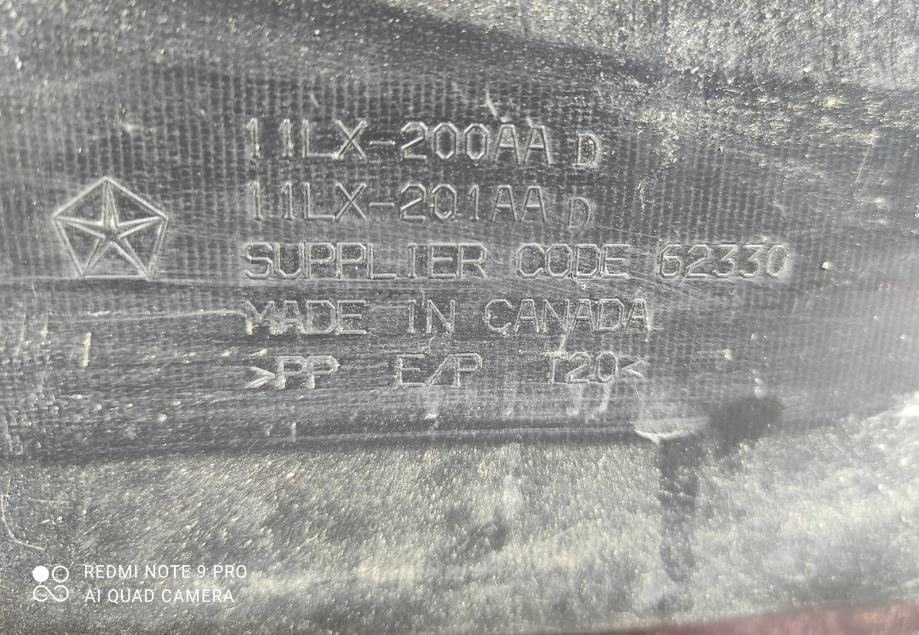 11LX-200AA D
11LX-201AA D
SUPPLIER CODE 62330
MADE IN CANADA
>PP E/P T20<
REDMI NOTE 9 PRO
AI QUAD CAMERA